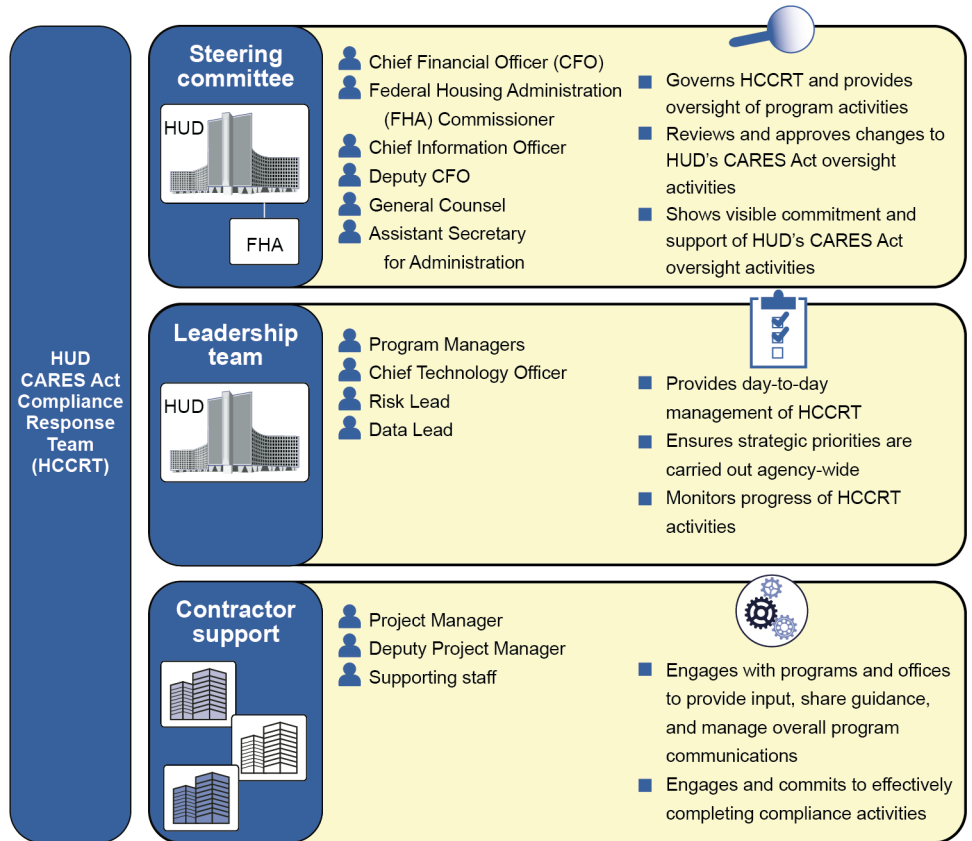 HUD
CARES Act
Compliance
Response
Team
(HCCRT)
Steering
committee
HUD
FHA
Chief Financial Officer (CFO)
Federal Housing Administration
(FHA) Commissioner
Chief Information Officer
Deputy CFO
General Counsel
Assistant Secretary
for Administration
Governs HCCRT and provides
oversight of program activities
Reviews and approves changes to
HUD’s CARES Act oversight
activities
Shows visible commitment and
support of HUD’s CARES Act
oversight activities
Leadership
team
HUD
Program Managers
Chief Technology Officer
Risk Lead
Data Lead
Provides day-to-day
management of HCCRT
Ensures strategic priorities are
carried out agency-wide
Monitors progress of HCCRT
activities
Contractor
support
Project Manager
Deputy Project Manager
Supporting staff
Engages with programs and offices
to provide input, share guidance,
and manage overall program
communications
Engages and commits to effectively
completing compliance activities